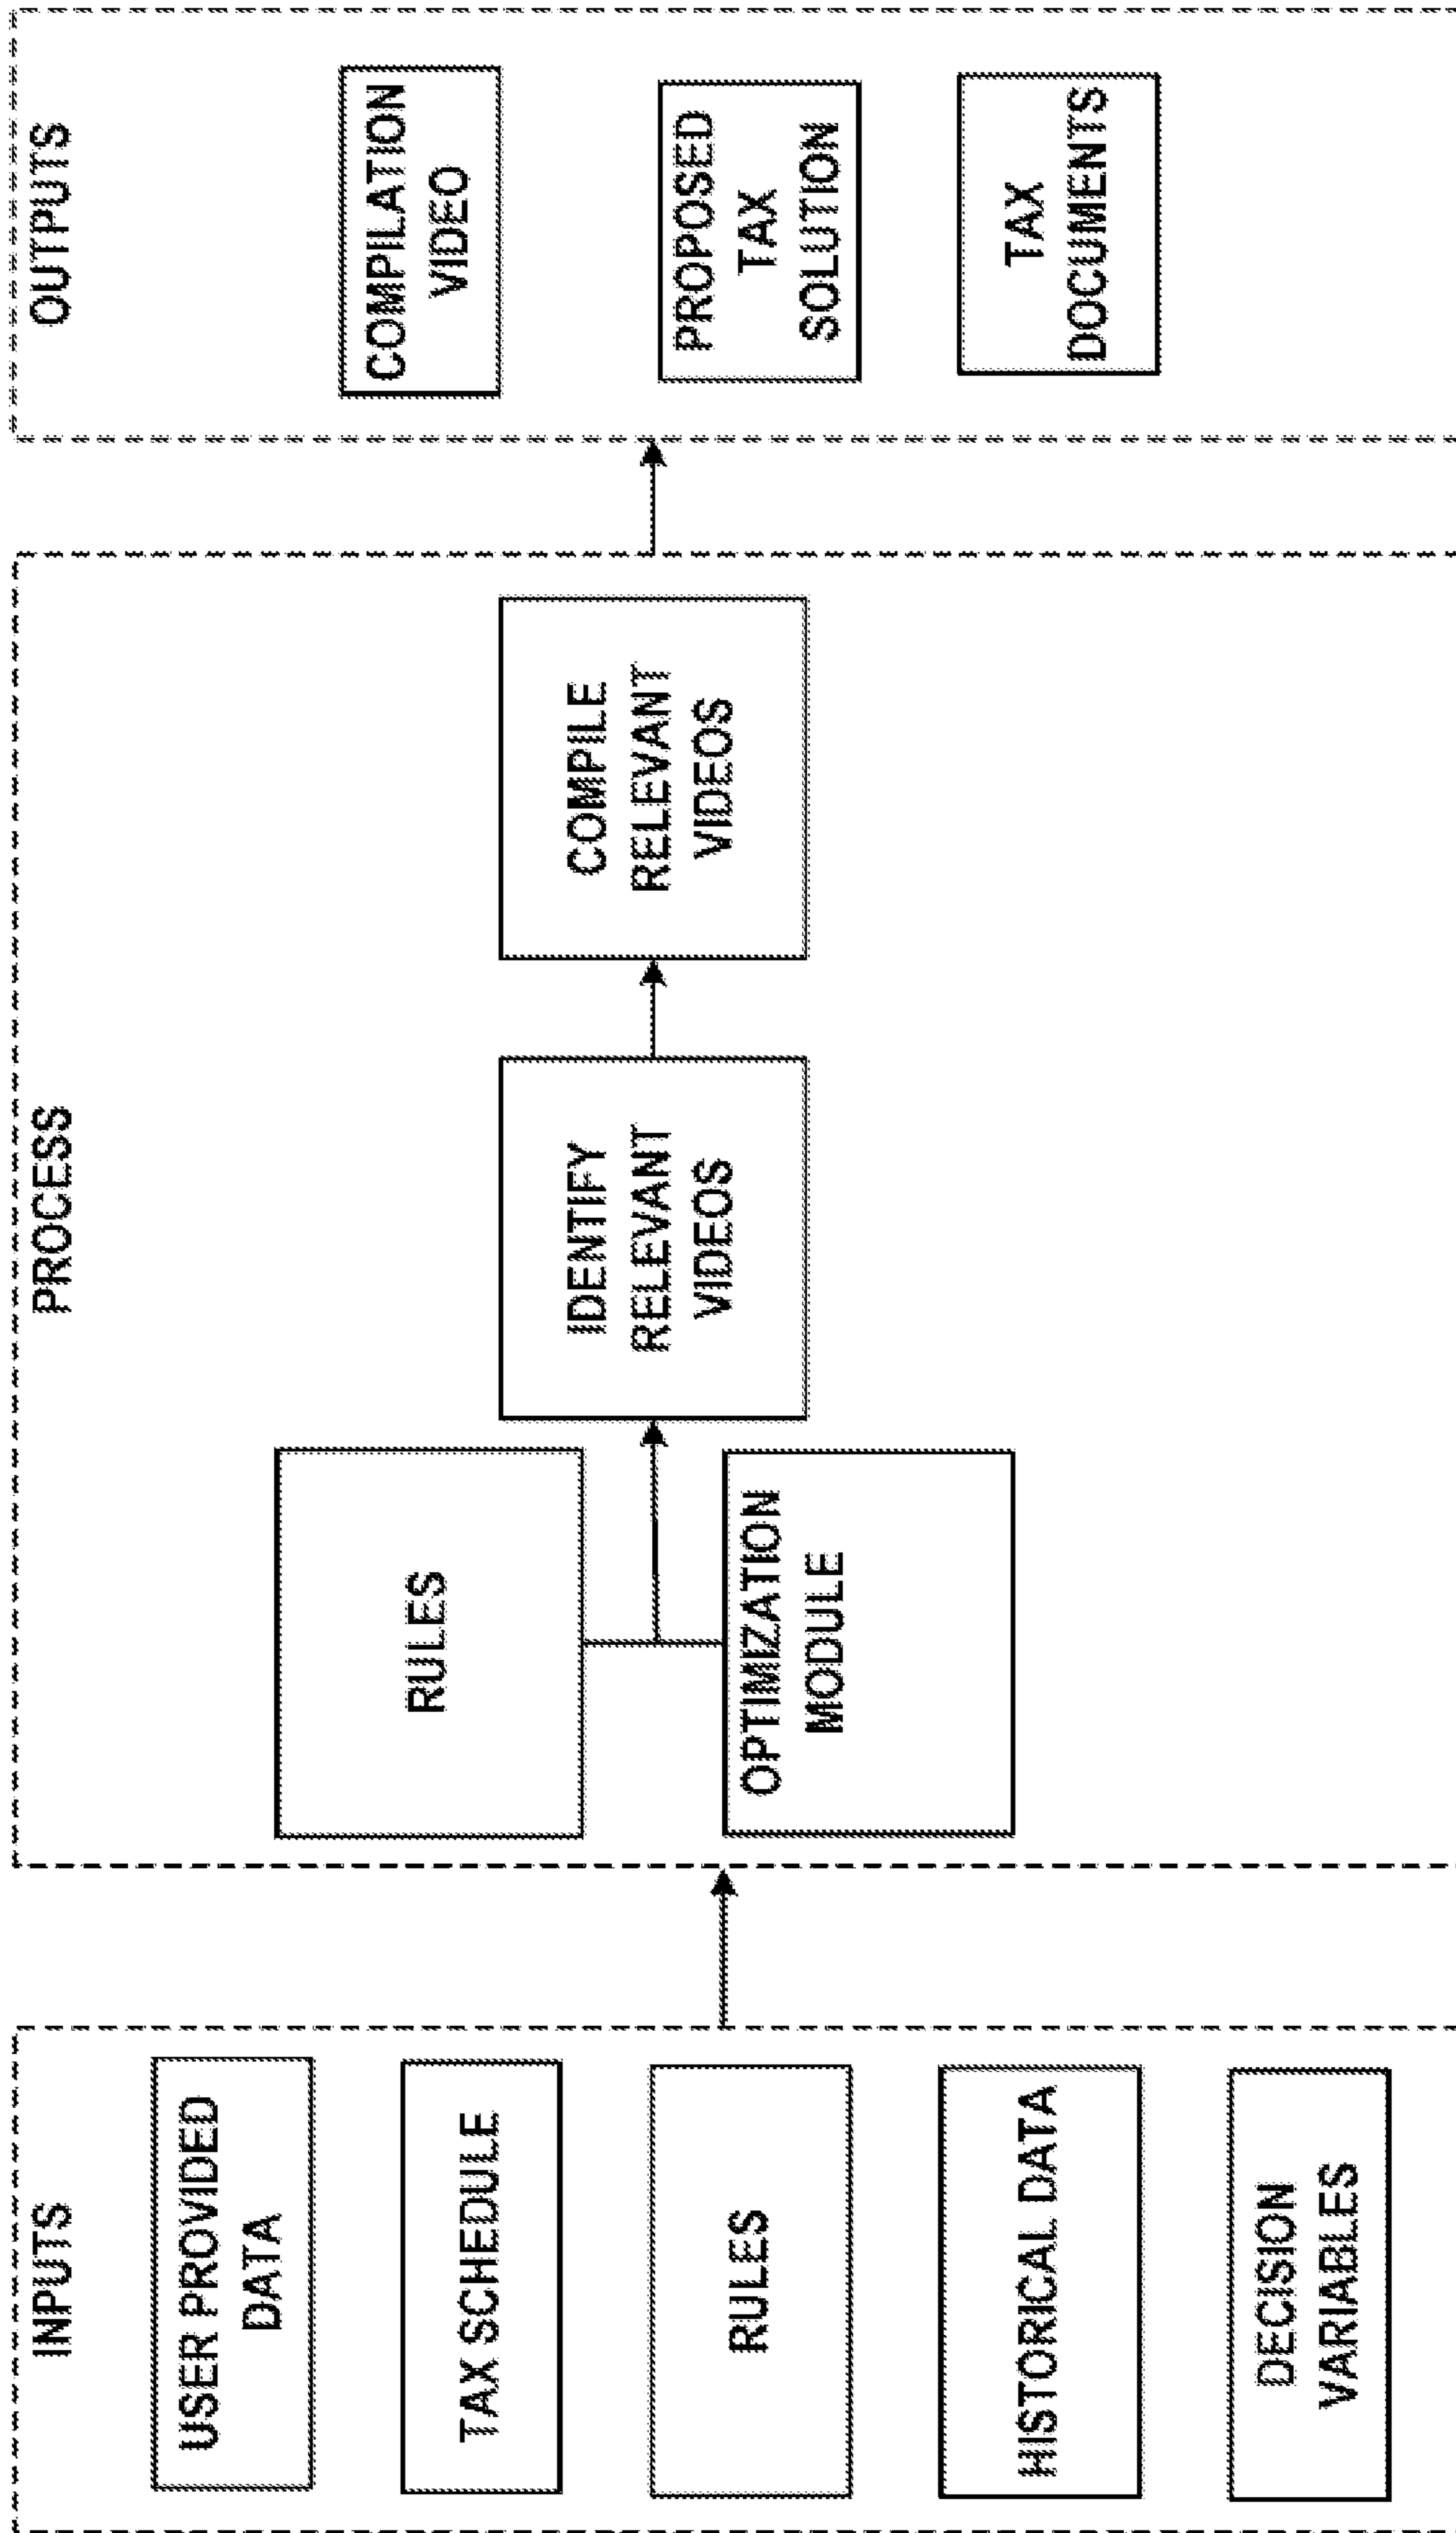 INPUTS
USER PROVIDED
DATA
TAX SCHEDULE
RULES
HISTORICAL DATA
DECISION
VARIABLES
PROCESS
RULES
OPTIMIZATION
MODULE
IDENTIFY
RELEVANT
VIDEOS
COMPILE
RELEVANT
VIDEOS
OUTPUTS
COMPILATION
VIDEO
PROPOSED
TAX
SOLUTION
TAX
DOCUMENTS